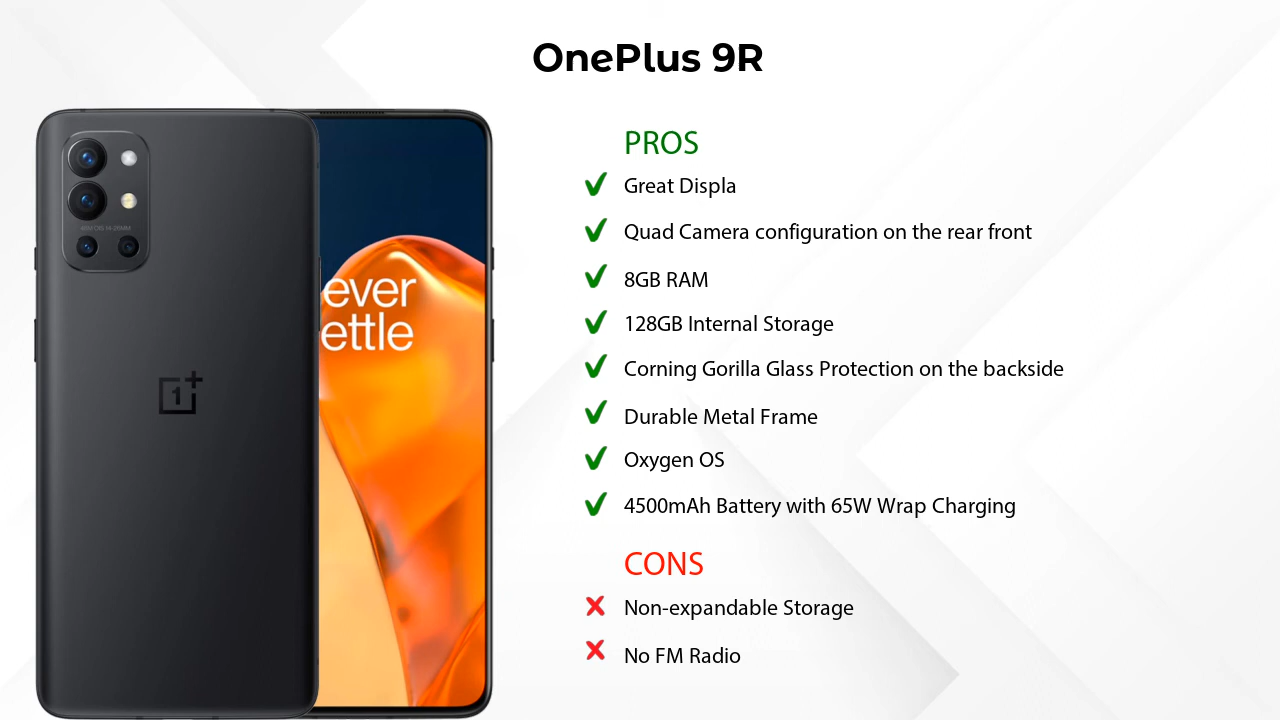 OnePlus 9R
PROS
Great Displa
Quad Camera configuration on the rear front
8GB RAM
128GB Internal Storage
Corning Gorilla Glass Protection on the backside
Durable Metal Frame
Oxygen OS
4500mAh Battery with 65W Wrap Charging
CONS
Non-expandable Storage
No FM Radio
ever
ettle
1+